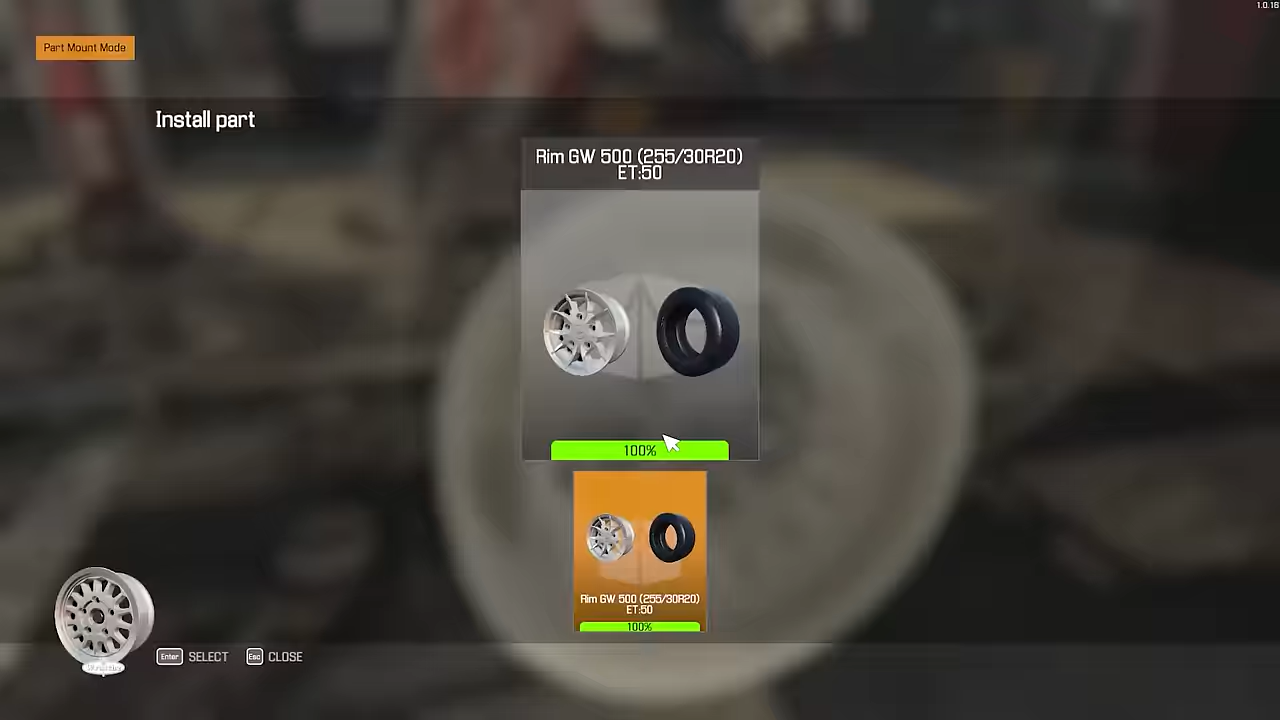 1.0.18
Part Mount Mode
Install part
Rim GW 500 (255/30R20)
ET:50
100%
Rim GW 500 (255/30R20)
ET:50
100%
Enter SELECT Esc CLOSE